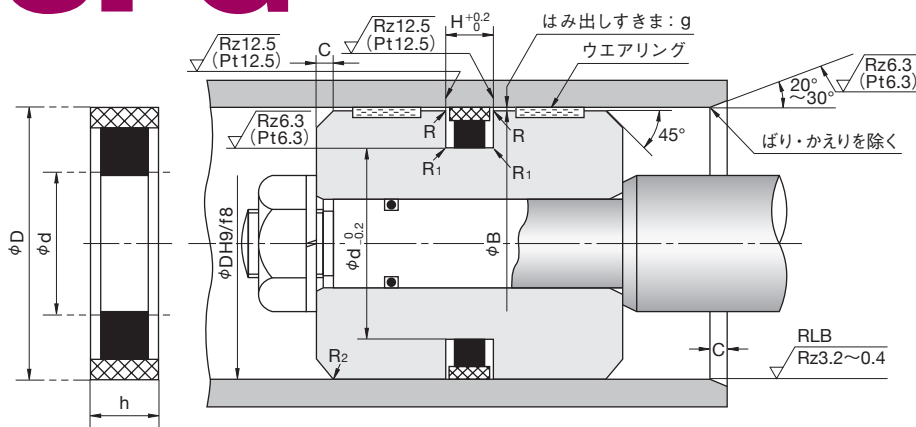 Rz12.5
(Pt12.5)
Rz12.5
(Pt12.5)
C
H +0.2 0
はみ出しすきま：g
ウエアリング
Rz6.3
(Pt6.3)
20°
～30°
Rz6.3
(Pt6.3)
R
R
R1
R1
45°
ばり・かえりを除く
φD
φd
h
φDH9/f8
φd 0 -0.2
φB
R2
C
RLB
Rz3.2～0.4